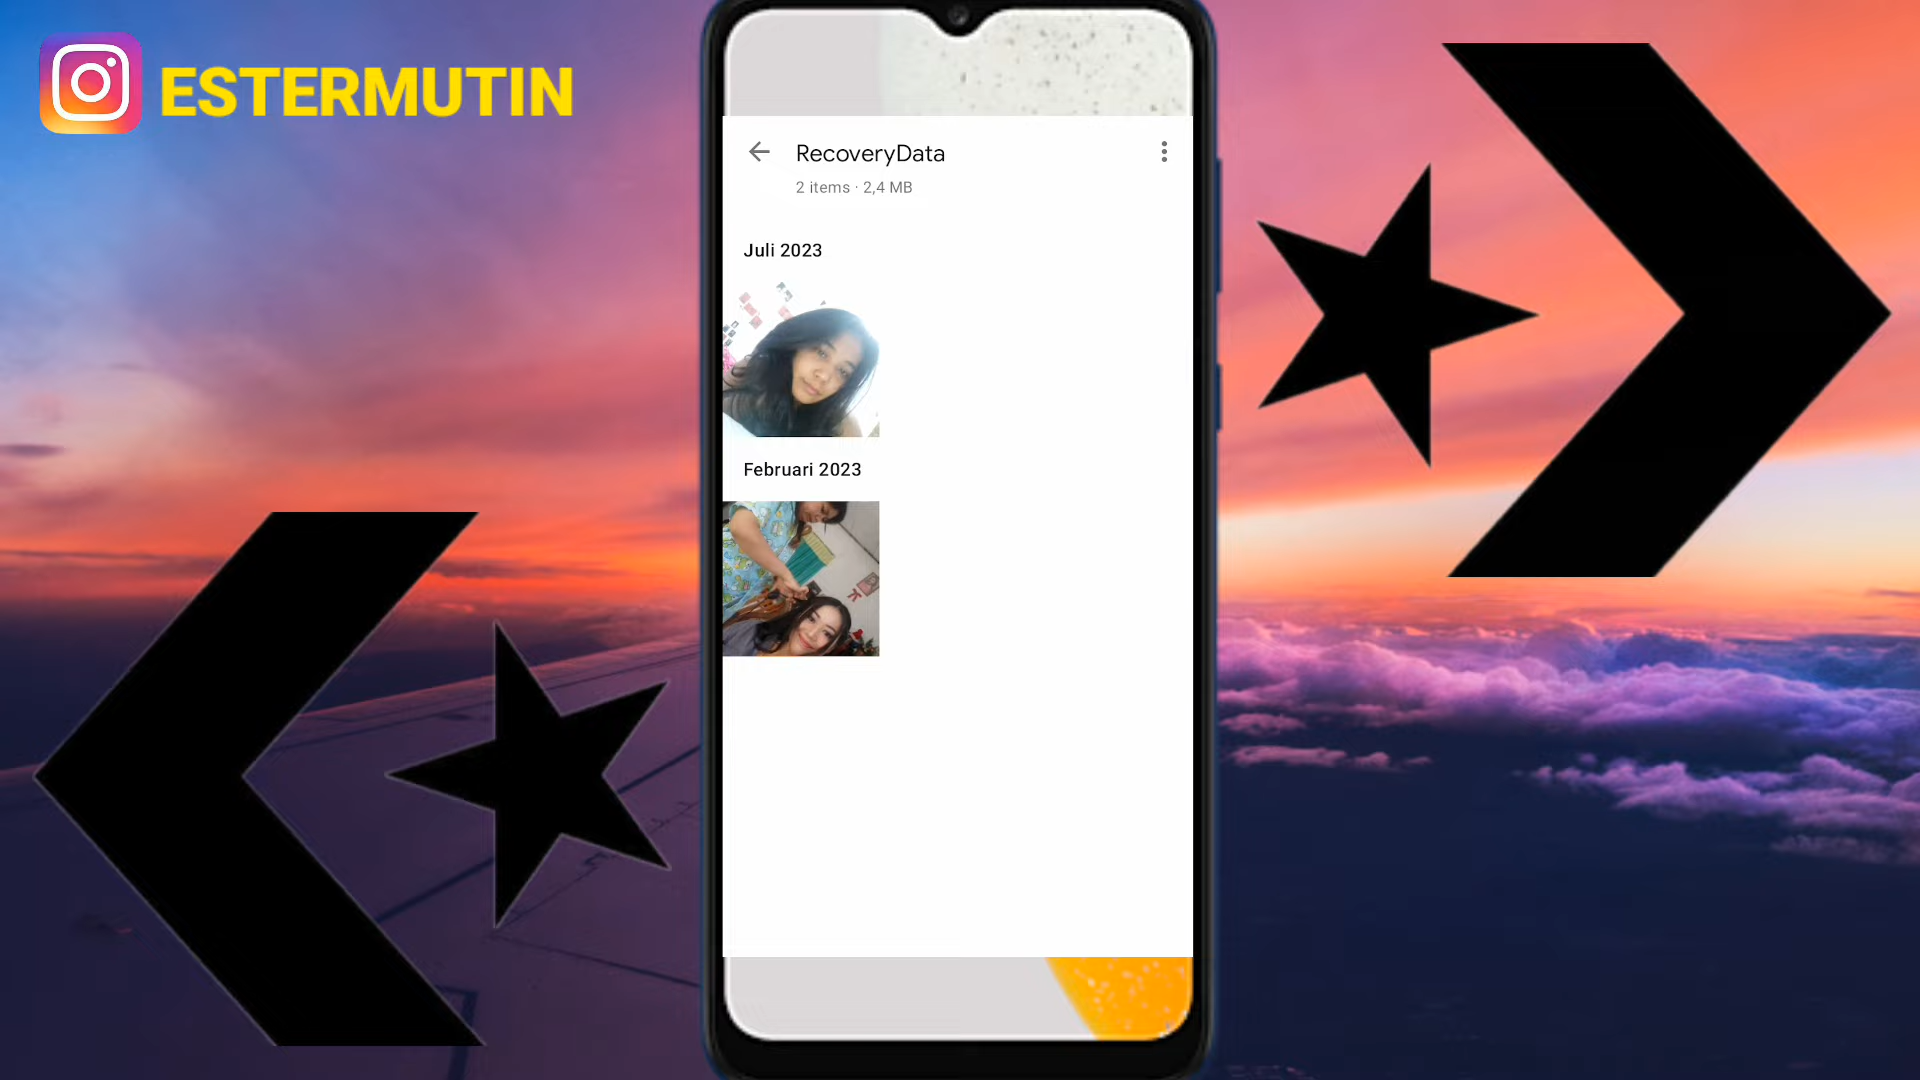 ESTERMUTIN
RecoveryData
2 items · 2,4 MB
Juli 2023
Februari 2023